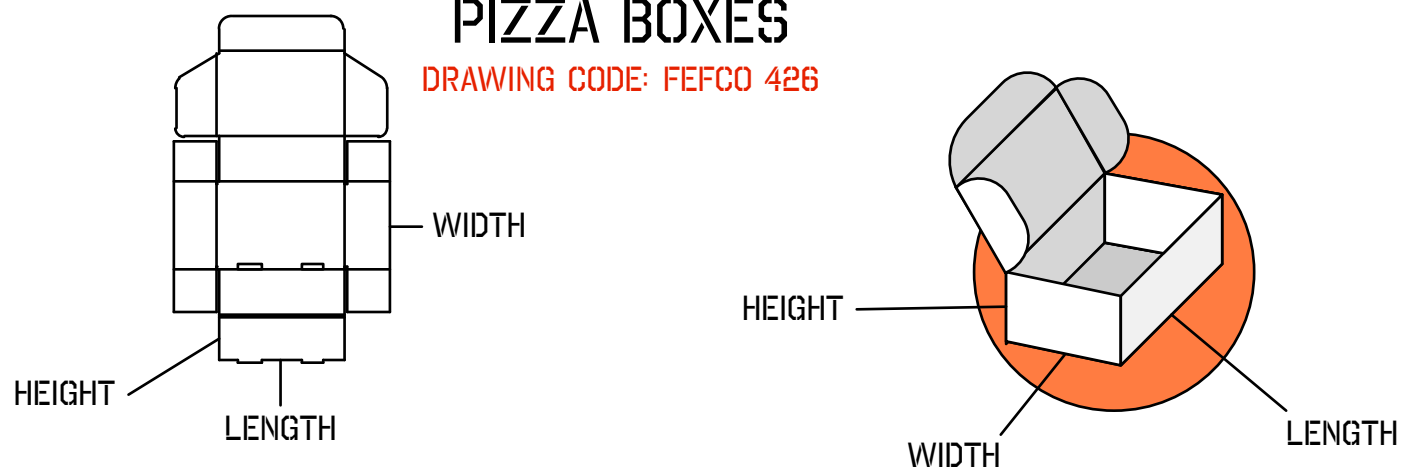 PIZZA BOXES
DRAWING CODE: FEFCO 426
WIDTH
HEIGHT
LENGTH
HEIGHT
WIDTH
LENGTH